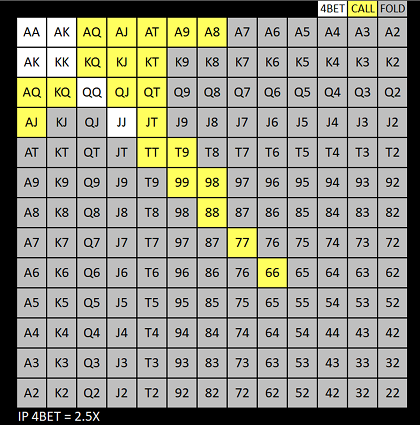 4BET CALL FOLD
AA AK AQ AJ AT A9 A8 A7 A6 A5 A4 A3 A2
AK KK KQ KJ KT K9 K8 K7 K6 K5 K4 K3 K2
AQ KQ QQ QJ QT Q9 Q8 Q7 Q6 Q5 Q4 Q3 Q2
AJ KJ QJ JJ JT J9 J8 J7 J6 J5 J4 J3 J2
AT KT QT JT TT T9 T8 T7 T6 T5 T4 T3 T2
A9 K9 Q9 J9 T9 99 98 97 96 95 94 93 92
A8 K8 Q8 J8 T8 98 88 87 86 85 84 83 82
A7 K7 Q7 J7 T7 97 87 77 76 75 74 73 72
A6 K6 Q6 J6 T6 96 86 76 66 65 64 63 62
A5 K5 Q5 J5 T5 95 85 75 65 55 54 53 52
A4 K4 Q4 J4 T4 94 84 74 64 54 44 43 42
A3 K3 Q3 J3 T3 93 83 73 63 53 43 33 32
A2 K2 Q2 J2 T2 92 82 72 62 52 42 32 22
IP 4BET = 2.5X